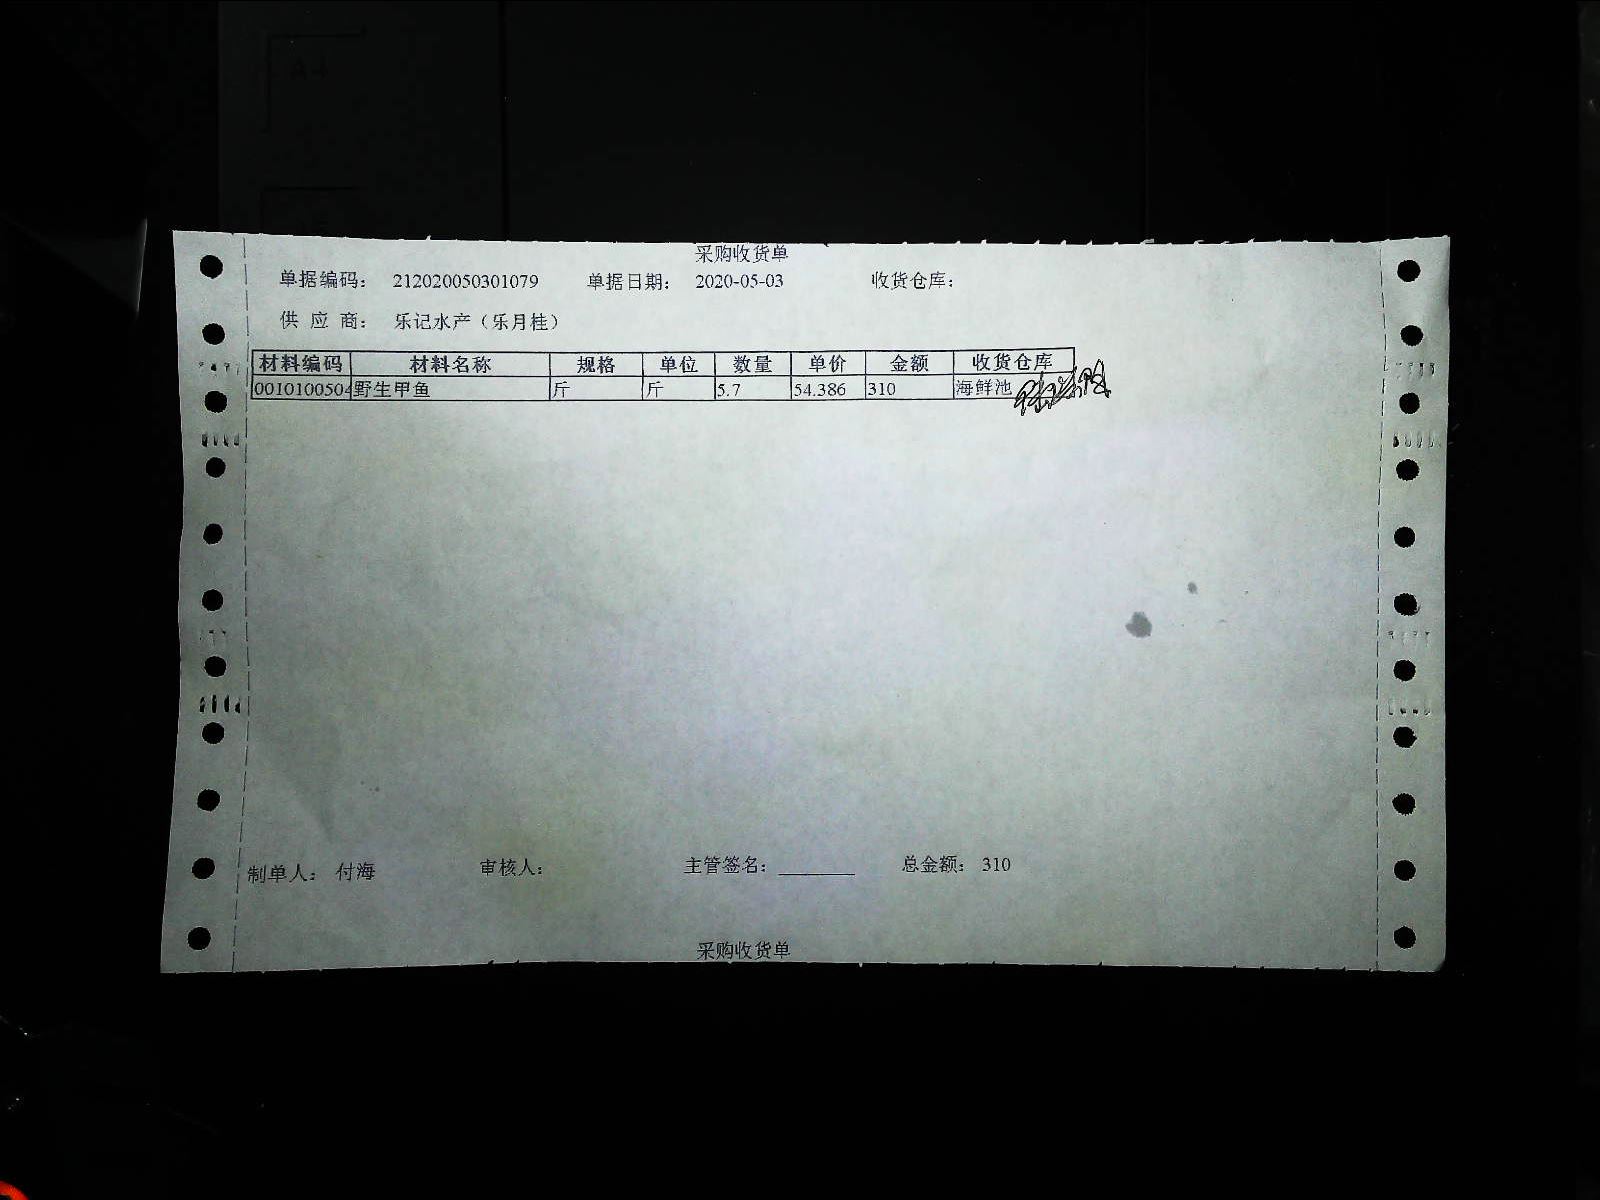 采购收货单
单据编码： 212020050301079 单据日期： 2020-05-03 收货仓库：
供 应 商： 乐记水产（乐月桂）
材料编码 材料名称 规格 单位 数量 单价 金额 收货仓库
0010100504 野生甲鱼 斤 斤 5.7 54.386 310 海鲜池
制单人： 付海 审核人： 主管签名： ________ 总金额： 310
采购收货单